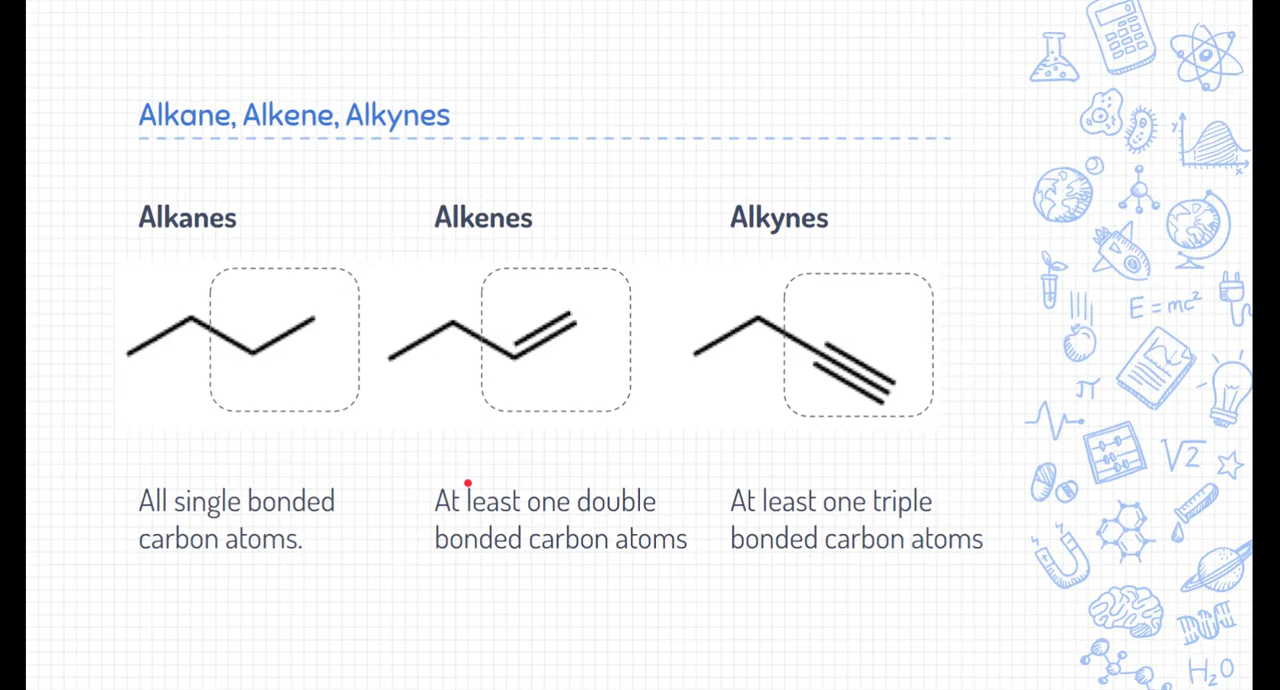 Alkane, Alkene, Alkynes
Alkanes
Alkenes
Alkynes
All single bonded
carbon atoms.
At least one double
bonded carbon atoms
At least one triple
bonded carbon atoms
y
x
E = mc²
π
√2
H₂O